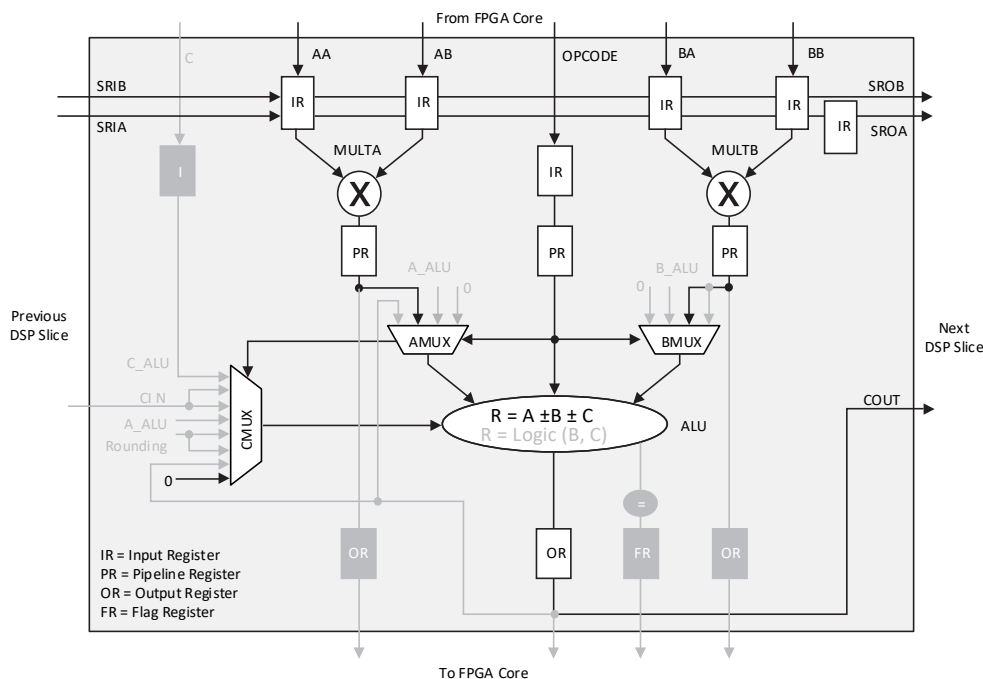 From FPGA Core
C
AA
AB
OPCODE
BA
BB
SRIB
SRIA
IR
IR
IR
IR
IR
SROB
SROA
I
MULTA
MULTB
X
IR
X
PR
PR
PR
A_ALU
0
B_ALU
0
Previous
DSP Slice
Next
DSP Slice
AMUX
BMUX
C_ALU
CI N
A_ALU
Rounding
0
CMUX
R = A ±B ± C
R = Logic (B, C)
ALU
COUT
=
OR
OR
FR
OR
IR = Input Register
PR = Pipeline Register
OR = Output Register
FR = Flag Register
To FPGA Core